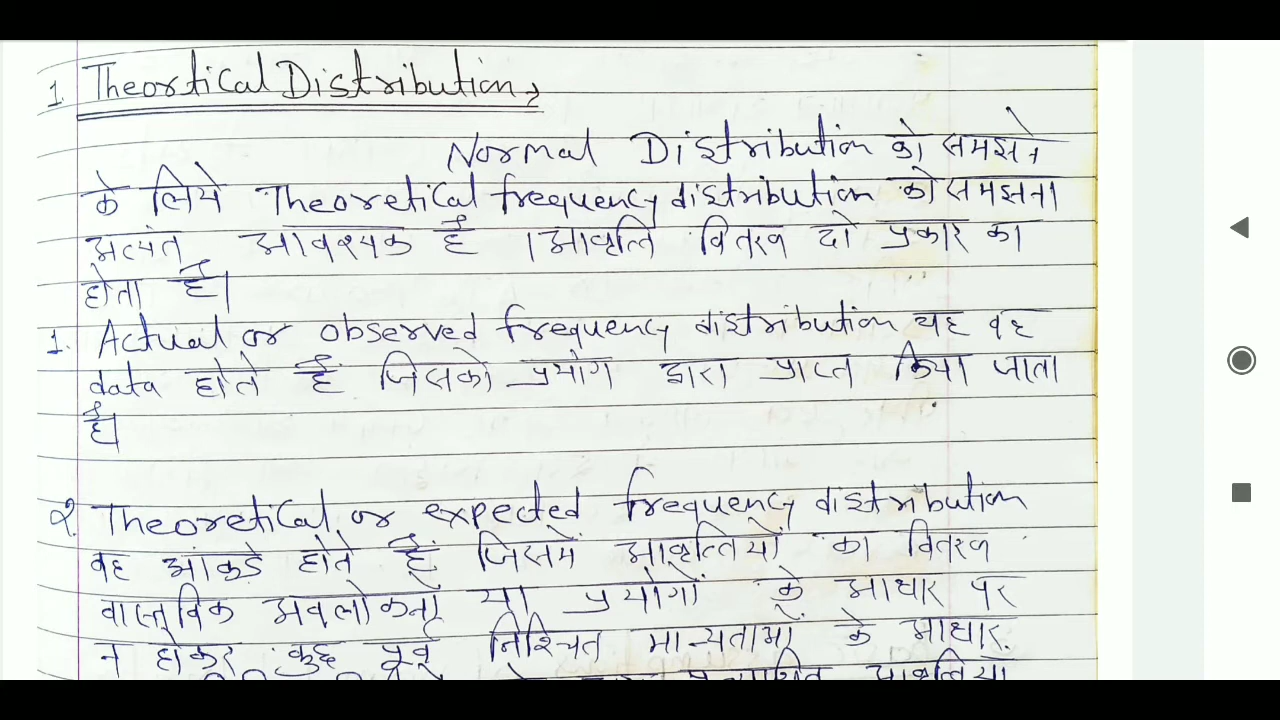 1. Theortical Distribution,
Normal Distribution को समझने
के लिये Theoretical frequency distribution को समझना
अत्यंत आवश्यक है । आवृत्ति वितरण दो प्रकार का
होता है।
1. Actual or observed frequency distribution यह वह
data होते है जिसको प्रयोग द्वारा प्राप्त किया जाता
है।
२. Theoretical or expected frequency distribution
वह आंकडे होते हैं जिसमें आवृत्तियों का वितरण
वास्तविक अवलोकनों या प्रयोगों के आधार पर
न होकर कुछ पूर्व निश्चित मान्यताओं के आधार